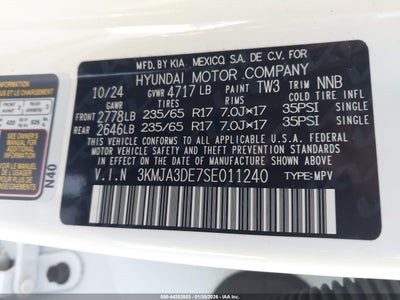 MFD. BY KIA MEXICO, S.A. DE C.V. FOR
HYUNDAI MOTOR COMPANY
10/24 GVWR 4717 LB PAINT TW3 TRIM NNB
GAWR TIRES RIMS COLD TIRE INFL
FRONT 2778LB 235/65 R17 7.0J×17 35PSI SINGLE
REAR 2646LB 235/65 R17 7.0J×17 35PSI SINGLE
THIS VEHICLE CONFORMS TO ALL APPLICABLE U.S. FEDERAL
MOTOR VEHICLE SAFETY, BUMPER AND THEFT PREVENTION
STANDARDS IN EFFECT ON THE DATE OF MANUFACTURE
SHOWN ABOVE.
V.I.N 3KMJA3DE7SE011240 TYPE:MPV
N40